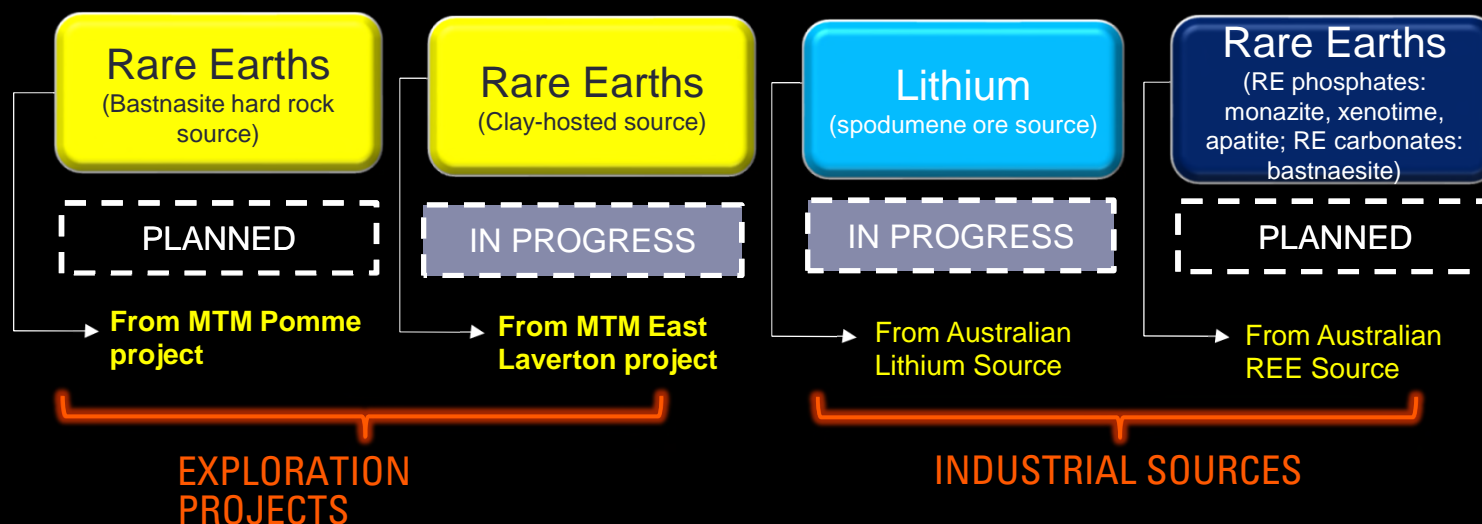 Rare Earths
(Bastnasite hard rock
source)
PLANNED
From MTM Pomme
project
Rare Earths
(Clay-hosted source)
IN PROGRESS
From MTM East
Laverton project
EXPLORATION
PROJECTS
Lithium
(spodumene ore source)
IN PROGRESS
From Australian
Lithium Source
Rare Earths
(RE phosphates:
monazite, xenotime,
apatite; RE carbonates:
bastnaesite)
PLANNED
From Australian
REE Source
INDUSTRIAL SOURCES